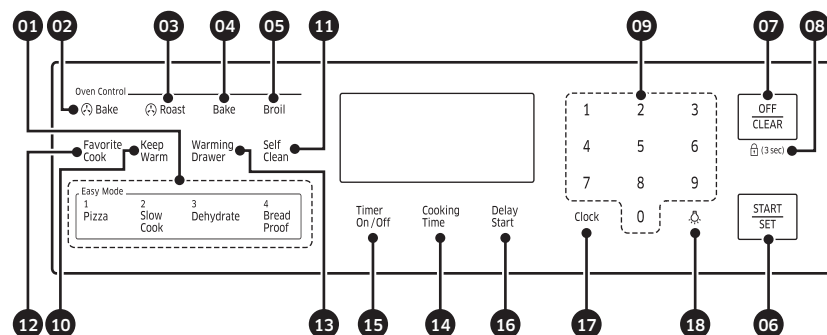 01 02 03 04 05 11 09 07 08
Oven Control
Bake Roast Bake Broil
Favorite Cook
Keep Warm
Warming Drawer
Self Clean
Easy Mode
1 Pizza
2 Slow Cook
3 Dehydrate
4 Bread Proof
Timer On/Off
Cooking Time
Delay Start
1 2 3
4 5 6
7 8 9
Clock 0
OFF
CLEAR
(3 sec)
START
SET
12 10 13 15 14 16 17 18 06